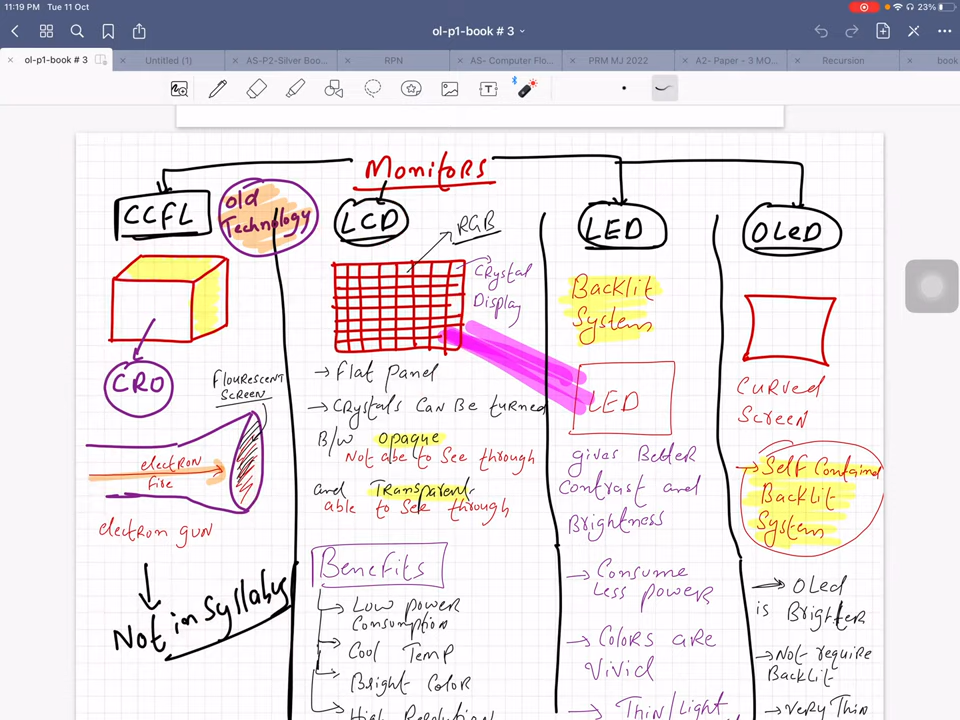 11:19 PM Tue 11 Oct
23%
ol-p1-book # 3
ol-p1-book # 3
Untitled (1)
AS-P2-Silver Boo...
RPN
AS- Computer Flo...
PRM MJ 2022
A2- Paper - 3 MO...
Recursion
book
Monitors
CCFL
old
Technology
CRO
Flourescent
Screen
electron
fire
electron gun
Not in Syllabus
LCD
RGB
Crystal
Display
→ Flat Panel
→ Crystals Can Be turned
B/W opaque
Not abe to See through
and Transparent.
able to See through
Benefits
Low power
Consumption
Cool Temp
Bright Color
High Resolution
LED
Backlit
System
LED
gives Better
Contrast and
Brightness
→ Consume
Less power
→ Colors are
Vivid
→ Thin/Light
OLeD
Curved
Screen
→ Self Contained
Backlit
System
→ OLed
is Brighter
→ Not require
Backlit
→ Very Thin